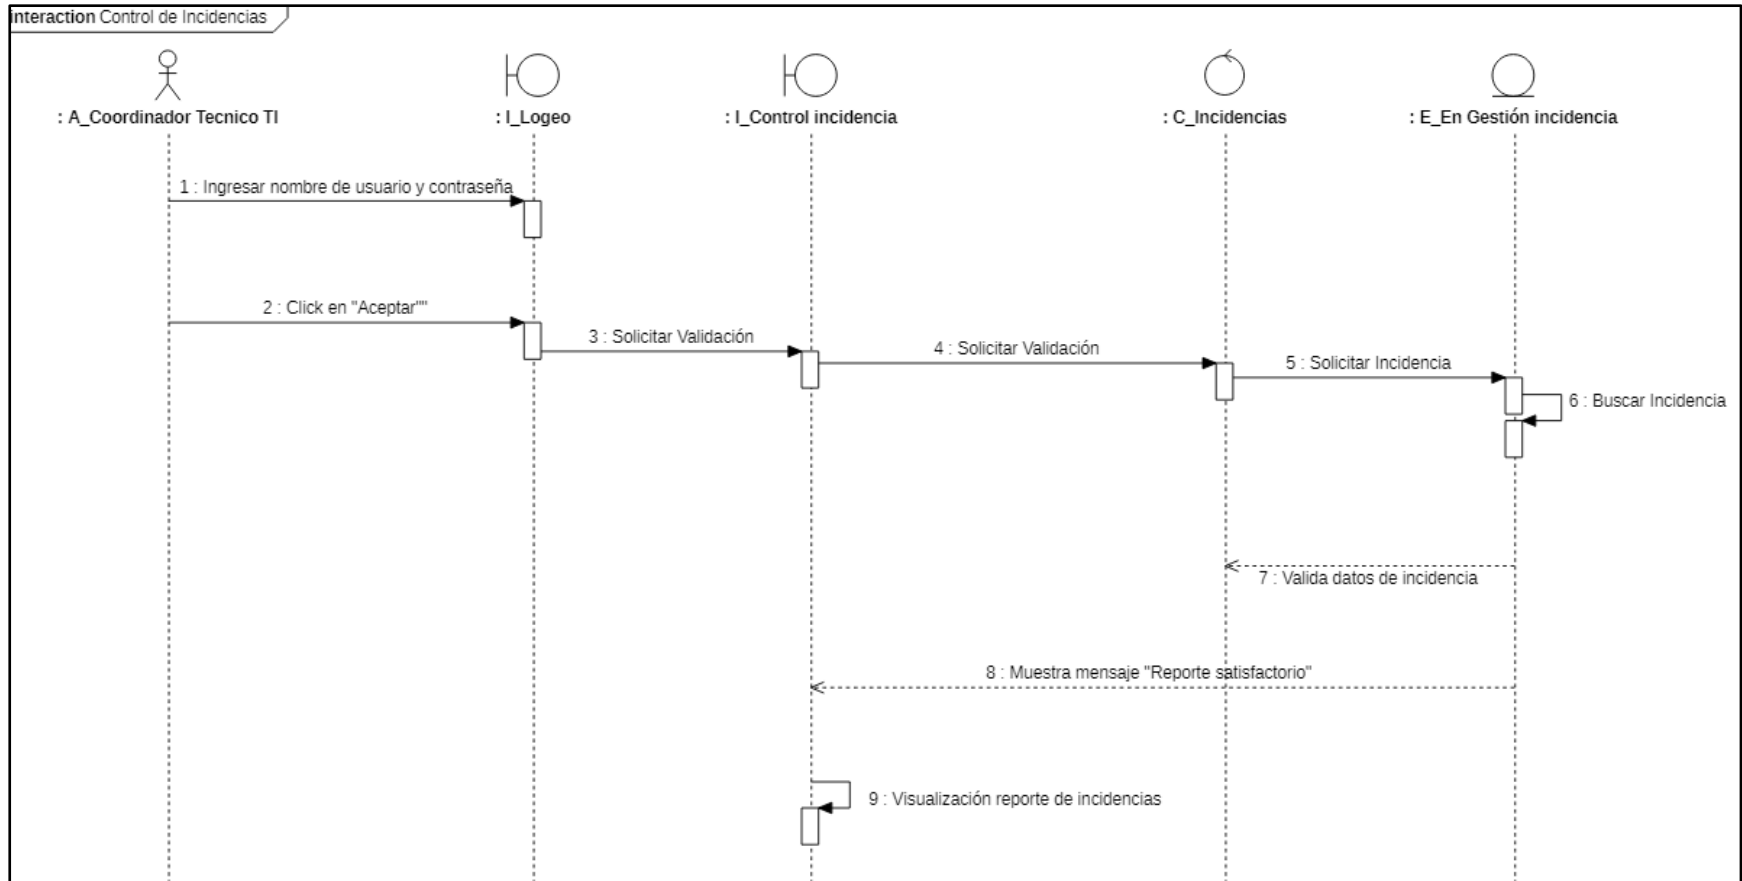 interaction Control de Incidencias
: A_Coordinador Tecnico TI
: I_Logeo
: I_Control incidencia
: C_Incidencias
: E_En Gestión incidencia
1 : Ingresar nombre de usuario y contraseña
2 : Click en "Aceptar""
3 : Solicitar Validación
4 : Solicitar Validación
5 : Solicitar Incidencia
6 : Buscar Incidencia
7 : Valida datos de incidencia
8 : Muestra mensaje "Reporte satisfactorio"
9 : Visualización reporte de incidencias